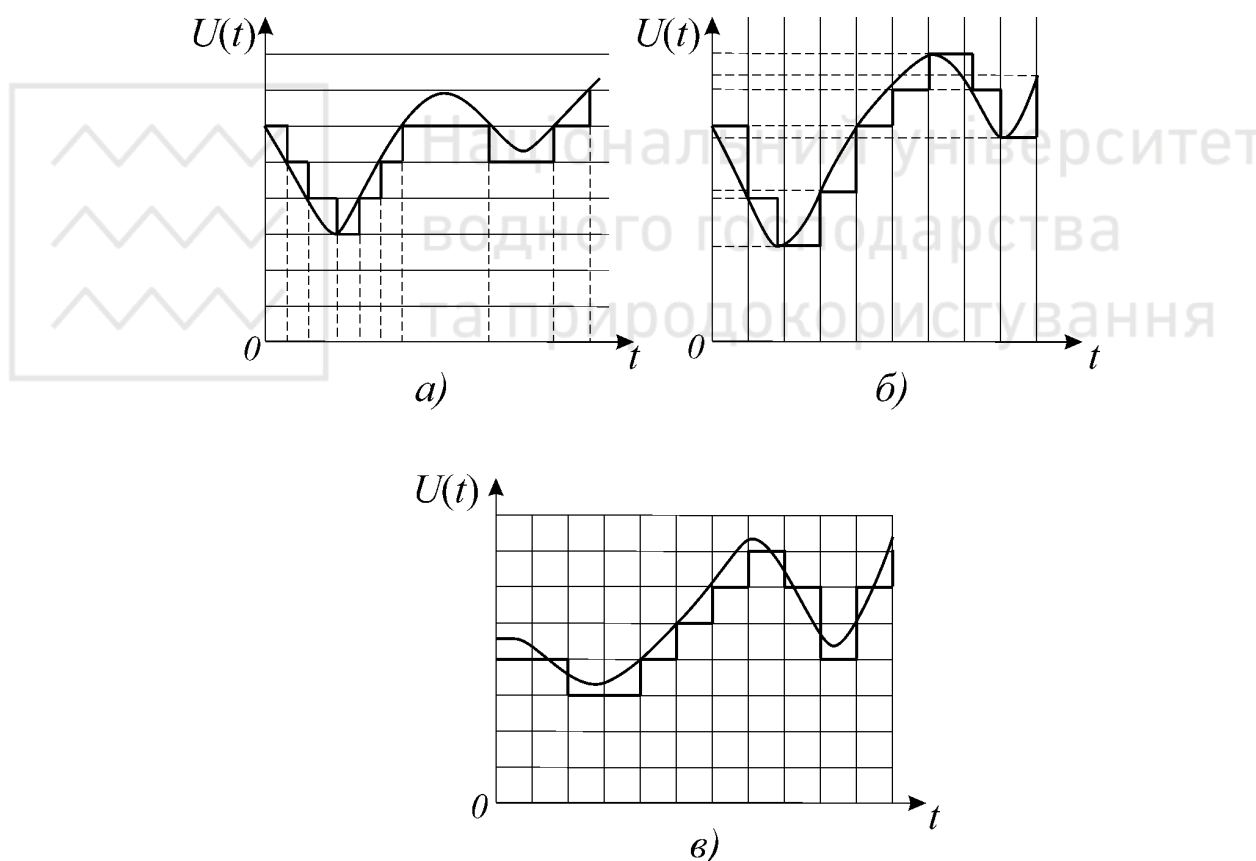 U(t)
U(t)
Національний університет
водного господарства
та природокористування
0
t
0
t
а)
б)
U(t)
0
t
в)